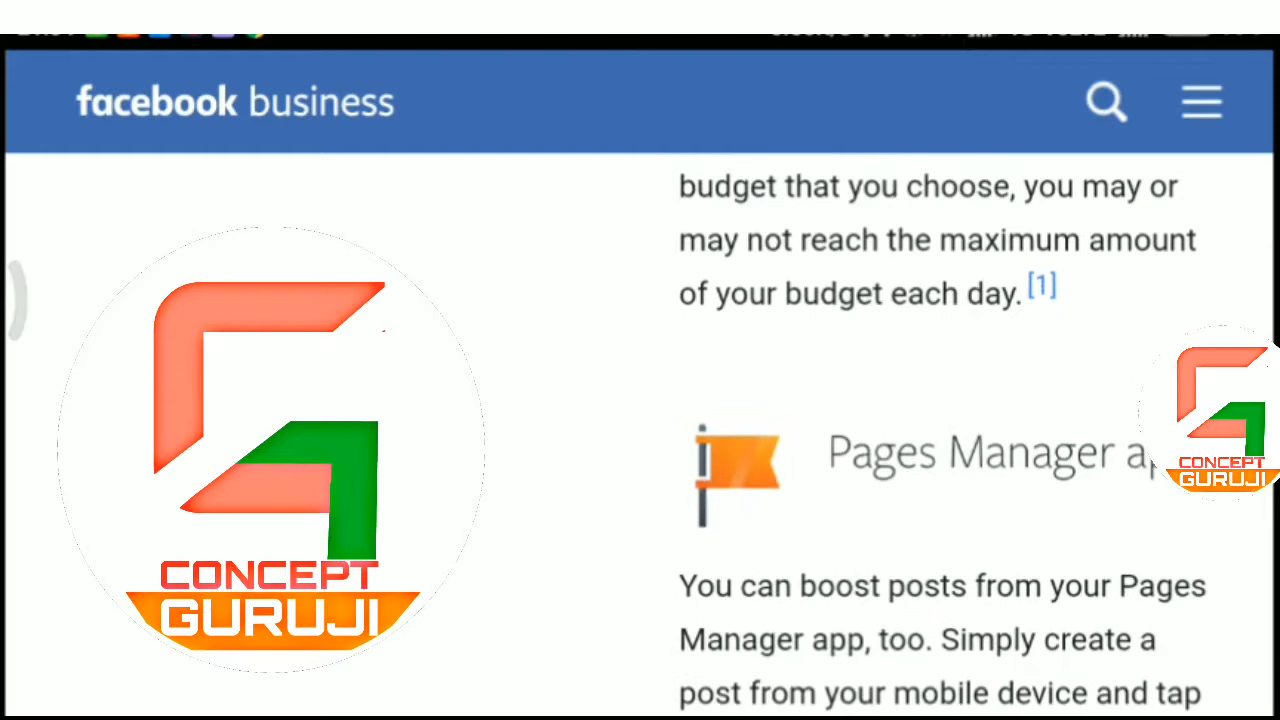 facebook business
budget that you choose, you may or
may not reach the maximum amount
of your budget each day. [1]
CONCEPT
GURUJI
Pages Manager
CONCEPT
GURUJI
You can boost posts from your Pages
Manager app, too. Simply create a
post from your mobile device and tap